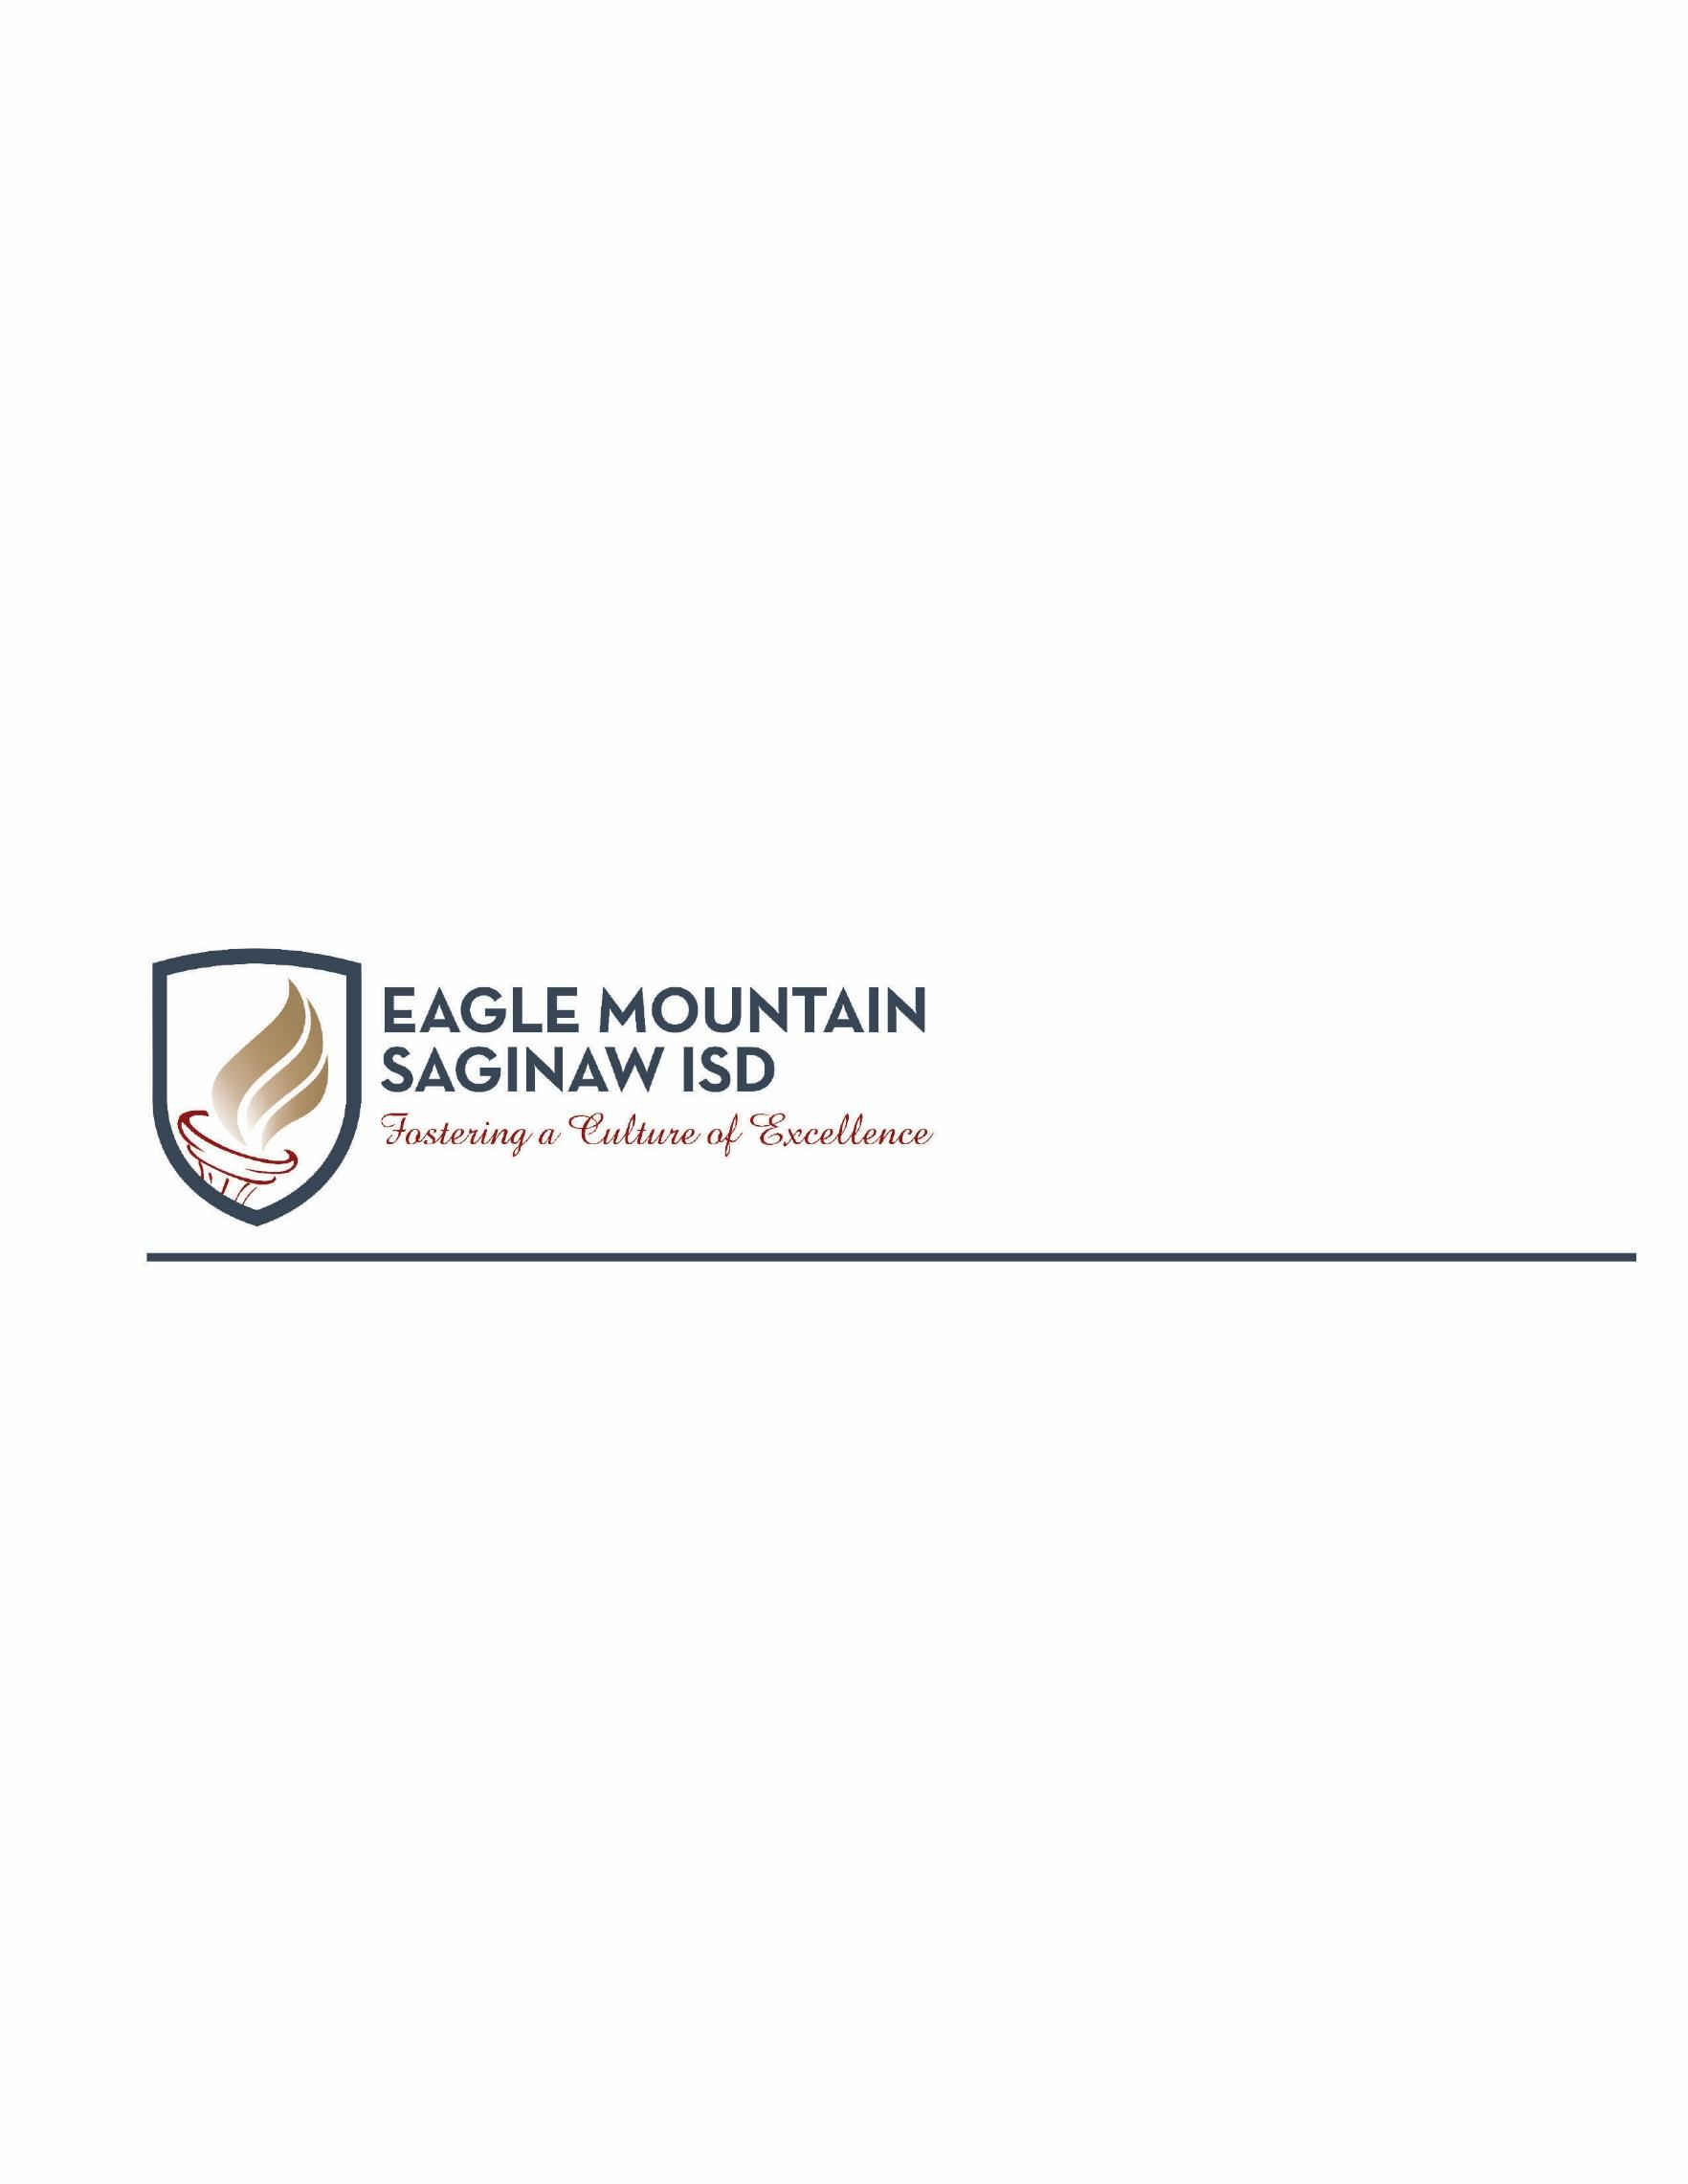 EAGLE MOUNTAIN
SAGINAW ISD
Fostering a Culture of Excellence